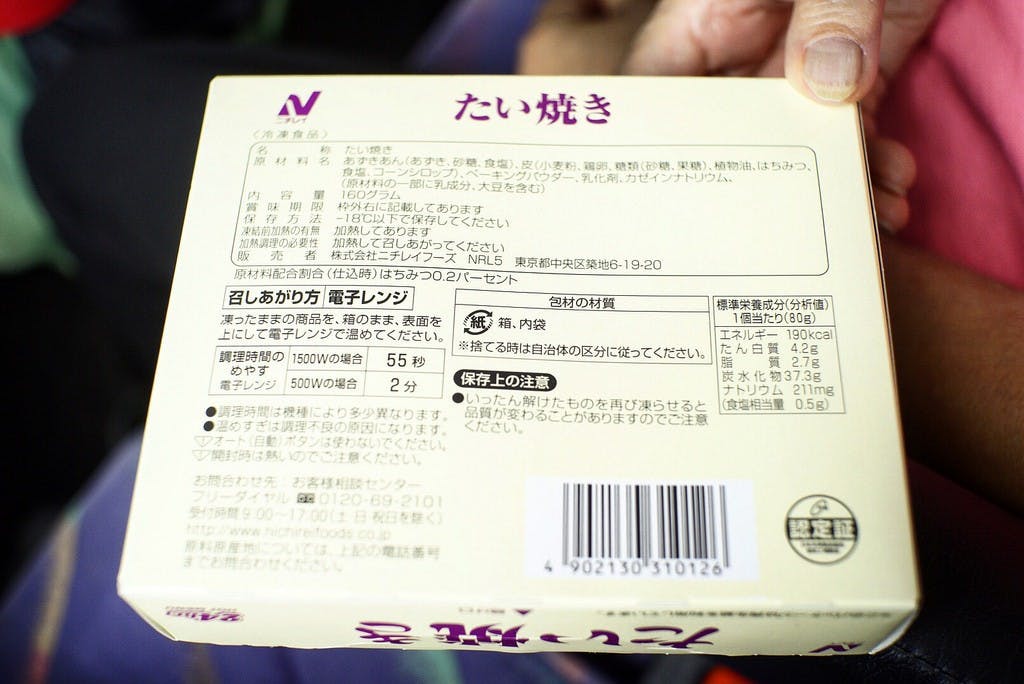 ニチレイ
たい焼き
〈冷凍食品〉
名称 たい焼き
原材料名 あずきあん(あずき、砂糖、食塩)、皮(小麦粉、鶏卵、糖類(砂糖、果糖)、植物油、はちみつ、
食塩、コーンシロップ)、ベーキングパウダー、乳化剤、カゼインナトリウム、
(原材料の一部に乳成分、大豆を含む)
内容量 160グラム
賞味期限 枠外右に記載してあります
保存方法 -18℃以下で保存してください
凍結前加熱の有無 加熱してあります
加熱調理の必要性 加熱して召しあがってください
販売者 株式会社ニチレイフーズ NRL5 東京都中央区築地6-19-20
原材料配合割合(仕込時)はちみつ0.2パーセント
召しあがり方 電子レンジ
凍ったままの商品を、箱のまま、表面を
上にして電子レンジで温めてください。
調理時間の
めやす
電子レンジ
1500Wの場合 55秒
500Wの場合 2分
●調理時間は機種により多少異なります。
●温めすぎは調理不良の原因になります。
オート(自動)ボタンは使わないでください。
開封時は熱いのでご注意ください。
お問合わせ先:お客様相談センター
フリーダイヤル 0120-69-2101
受付時間9:00~17:00(土・日・祝日を除く)
http://www.nichireifoods.co.jp
原料原産地については、上記の電話番号
までお問合わせください。
包材の材質
紙 箱、内袋
※捨てる時は自治体の区分に従ってください。
保存上の注意
●いったん解けたものを再び凍らせると
品質が変わることがありますのでご注意
ください。
標準栄養成分(分析値)
1個当たり(80g)
エネルギー 190kcal
たん白質 4.2g
脂質 2.7g
炭水化物 37.3g
ナトリウム 211mg
(食塩相当量 0.5g)
4 902130 310126
認定証
たい焼き